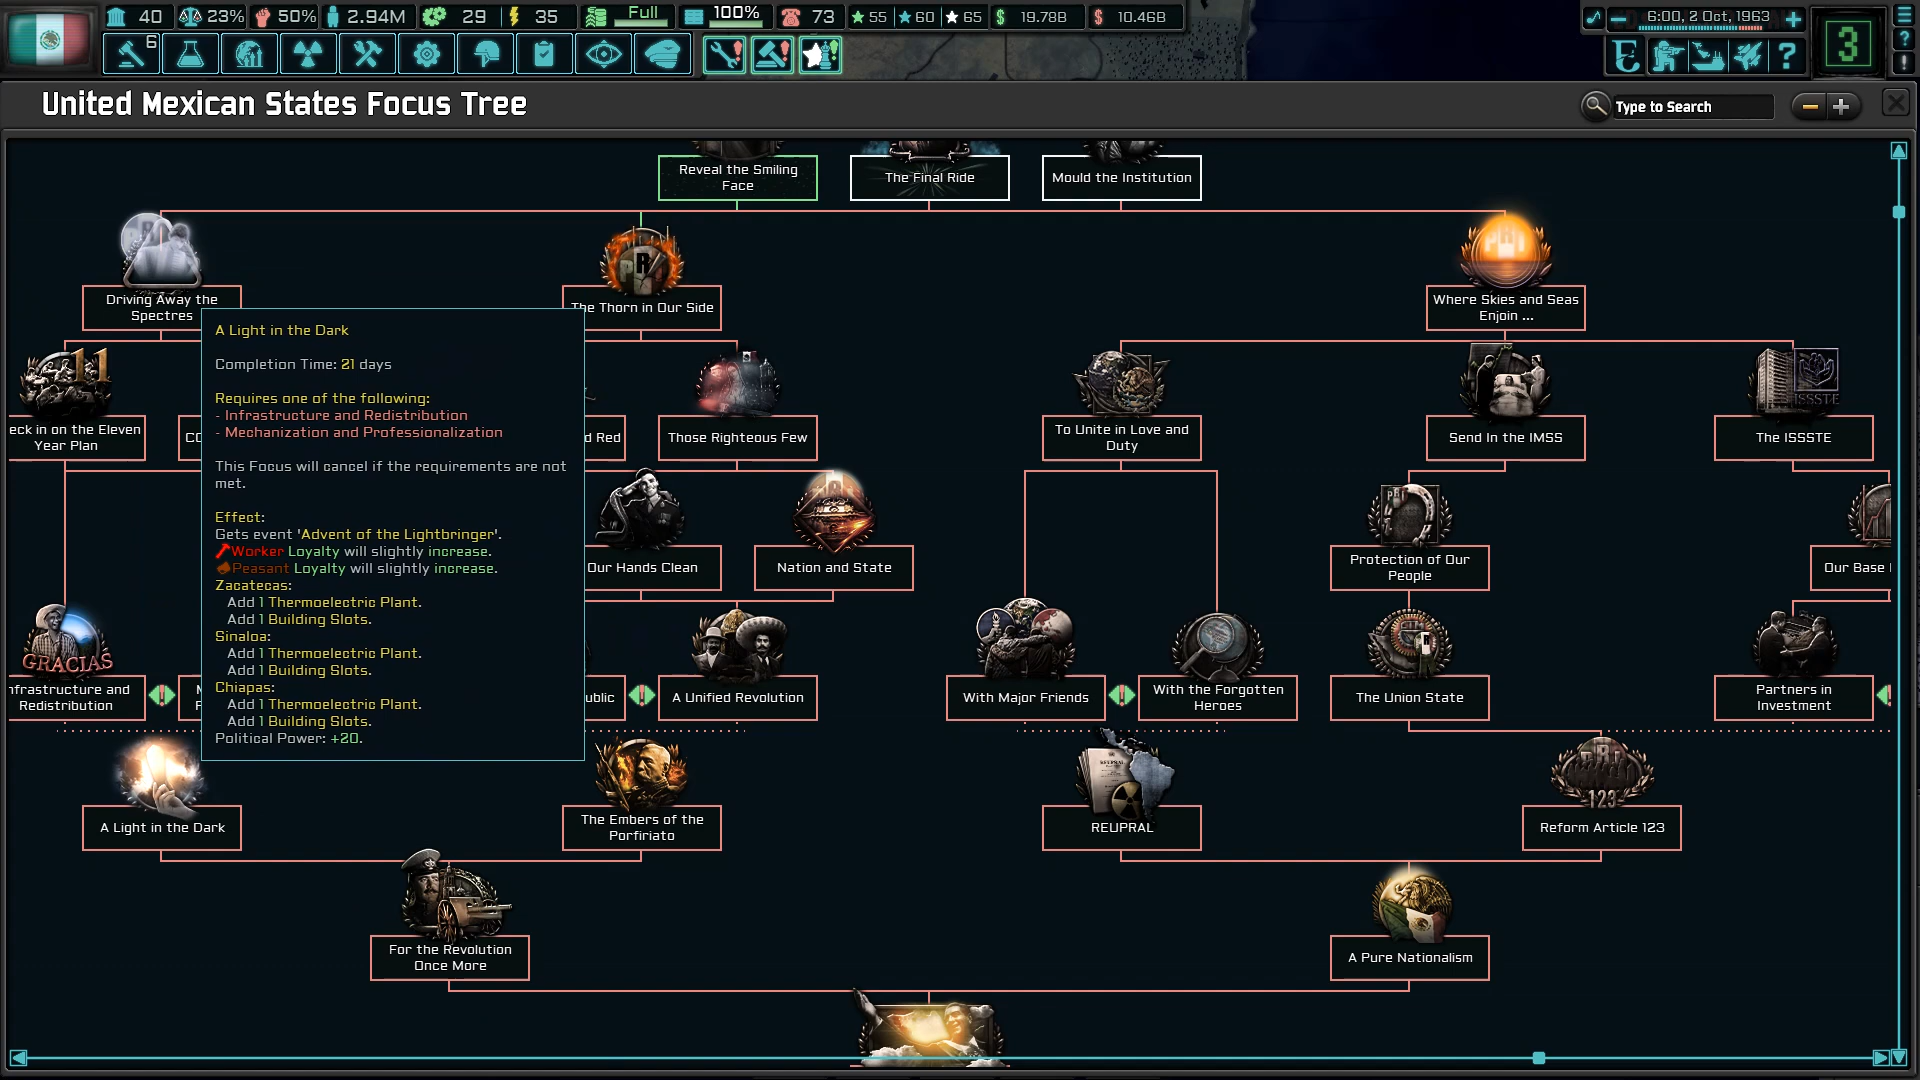 40
23%
50%
2.94M
29
35
Full
100%
73
55
60
65
$ 19.78B
$ 10.46B
6:00, 2 Oct, 1963
6
3
United Mexican States Focus Tree
Type to Search
Reveal the Smiling
Face
The Final Ride
Mould the Institution
Driving Away the
Spectres
The Thorn in Our Side
Where Skies and Seas
Enjoin ...
A Light in the Dark
Completion Time: 21 days
Requires one of the following:
- Infrastructure and Redistribution
- Mechanization and Professionalization
This Focus will cancel if the requirements are not
met.
Effect:
Gets event 'Advent of the Lightbringer'.
Worker Loyalty will slightly increase.
Peasant Loyalty will slightly increase.
Zacatecas:
Add 1 Thermoelectric Plant.
Add 1 Building Slots.
Sinaloa:
Add 1 Thermoelectric Plant.
Add 1 Building Slots.
Chiapas:
Add 1 Thermoelectric Plant.
Add 1 Building Slots.
Political Power: +20.
11
eck in on the Eleven
Year Plan
CO
d Red
Those Righteous Few
To Unite in Love and
Duty
Send In the IMSS
ISSSTE
The ISSSTE
Our Hands Clean
Nation and State
Protection of Our
People
Our Base
GRACIAS
nfrastructure and
Redistribution
ublic
A Unified Revolution
With Major Friends
With the Forgotten
Heroes
The Union State
Partners in
Investment
A Light in the Dark
The Embers of the
Porfiriato
REUPRAL
123
Reform Article 123
For the Revolution
Once More
A Pure Nationalism